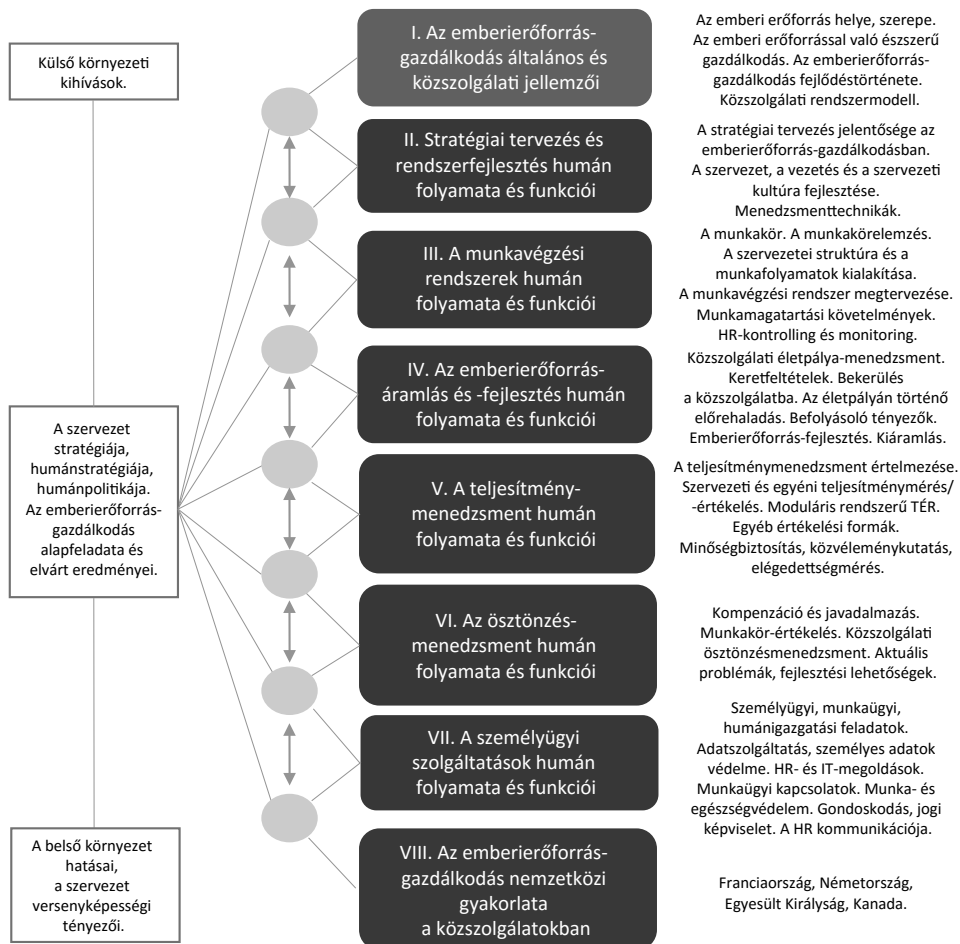 Külső környezeti
kihívások.
A szervezet
stratégiája,
humánstratégiája,
humánpolitikája.
Az emberierőforrás-
gazdálkodás
alapfeladata és
elvárt eredményei.
A belső környezet
hatásai,
a szervezet
versenyképességi
tényezői.
I. Az emberierőforrás-
gazdálkodás általános és
közszolgálati jellemzői
Az emberi erőforrás helye, szerepe.
Az emberi erőforrással való észszerű
gazdálkodás. Az emberierőforrás-
gazdálkodás fejlődéstörténete.
Közszolgálati rendszermodell.
II. Stratégiai tervezés és
rendszerfejlesztés humán
folyamata és funkciói
A stratégiai tervezés jelentősége az
emberierőforrás-gazdálkodásban.
A szervezet, a vezetés és a szervezeti
kultúra fejlesztése.
Menedzsmenttechnikák.
III. A munkavégzési
rendszerek humán
folyamata és funkciói
A munkakör. A munkakörelemzés.
A szervezetei struktúra és a
munkafolyamatok kialakítása.
A munkavégzési rendszer megtervezése.
Munkamagatartási követelmények.
HR-kontrolling és monitoring.
IV. Az emberierőforrás-
áramlás és -fejlesztés humán
folyamata és funkciói
Közszolgálati életpálya-menedzsment.
Keretfeltételek. Bekerülés
a közszolgálatba. Az életpályán történő
előrehaladás. Befolyásoló tényezők.
Emberierőforrás-fejlesztés. Kiáramlás.
V. A teljesítmény-
menedzsment humán
folyamata és funkciói
A teljesítménymenedzsment értelmezése.
Szervezeti és egyéni teljesítménymérés/
-értékelés. Moduláris rendszerű TÉR.
Egyéb értékelési formák.
Minőségbiztosítás, közvéleménykutatás,
elégedettségmérés.
VI. Az ösztönzés-
menedzsment humán
folyamata és funkciói
Kompenzáció és javadalmazás.
Munkakör-értékelés. Közszolgálati
ösztönzésmenedzsment. Aktuális
problémák, fejlesztési lehetőségek.
VII. A személyügyi
szolgáltatások humán
folyamata és funkciói
Személyügyi, munkaügyi,
humánigazgatási feladatok.
Adatszolgáltatás, személyes adatok
védelme. HR- és IT-megoldások.
Munkaügyi kapcsolatok. Munka- és
egészségvédelem. Gondoskodás, jogi
képviselet. A HR kommunikációja.
VIII. Az emberierőforrás-
gazdálkodás nemzetközi
gyakorlata
a közszolgálatokban
Franciaország, Németország,
Egyesült Királyság, Kanada.